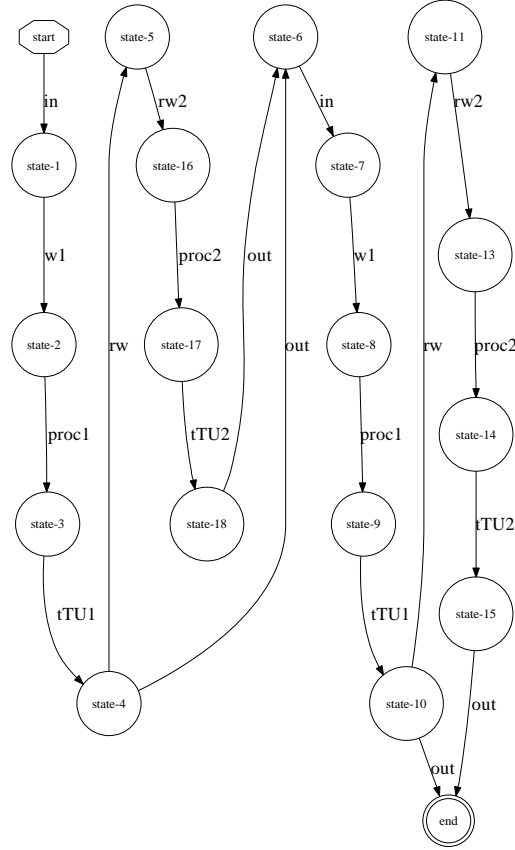 start
state-5
state-6
state-11
in
rw2
in
rw2
state-1
state-16
state-7
state-13
w1
proc2
out
w1
state-2
rw
state-17
out
state-8
rw
proc2
proc1
tTU2
proc1
state-14
state-3
state-18
state-9
tTU2
tTU1
tTU1
state-15
state-4
state-10
out
out
end